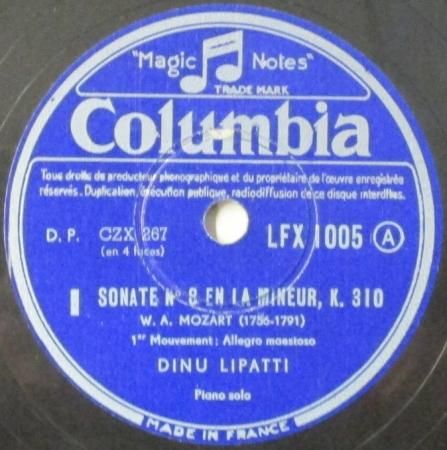 "Magic Notes"
TRADE MARK
Columbia
Tous droits de producteur phonographique et du propriétaire de l'œuvre enregistrée
réservés. Duplication, exécution publique, radiodiffusion de ce disque interdites.
D. P. CZX 267 LFX 1005 A
(en 4 faces)
I SONATE Nº 8 EN LA MINEUR, K. 310
W. A. MOZART (1756-1791)
1er Mouvement : Allegro maestoso
DINU LIPATTI
Piano solo
MADE IN FRANCE